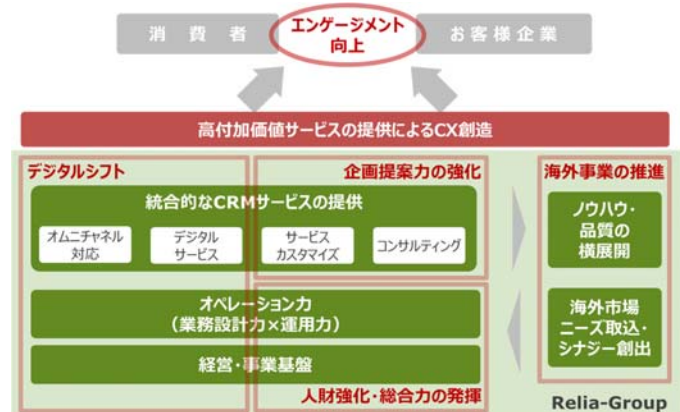 消費者
エンゲージメント
向上
お客様企業
高付加価値サービスの提供によるCX創造
デジタルシフト
企画提案力の強化
海外事業の推進
統合的なCRMサービスの提供
オムニチャネル
対応
デジタル
サービス
サービス
カスタマイズ
コンサルティング
ノウハウ・
品質の
横展開
オペレーション力
（業務設計力×運用力）
経営・事業基盤
海外市場
ニーズ取込・
シナジー創出
人財強化・総合力の発揮
Relia-Group